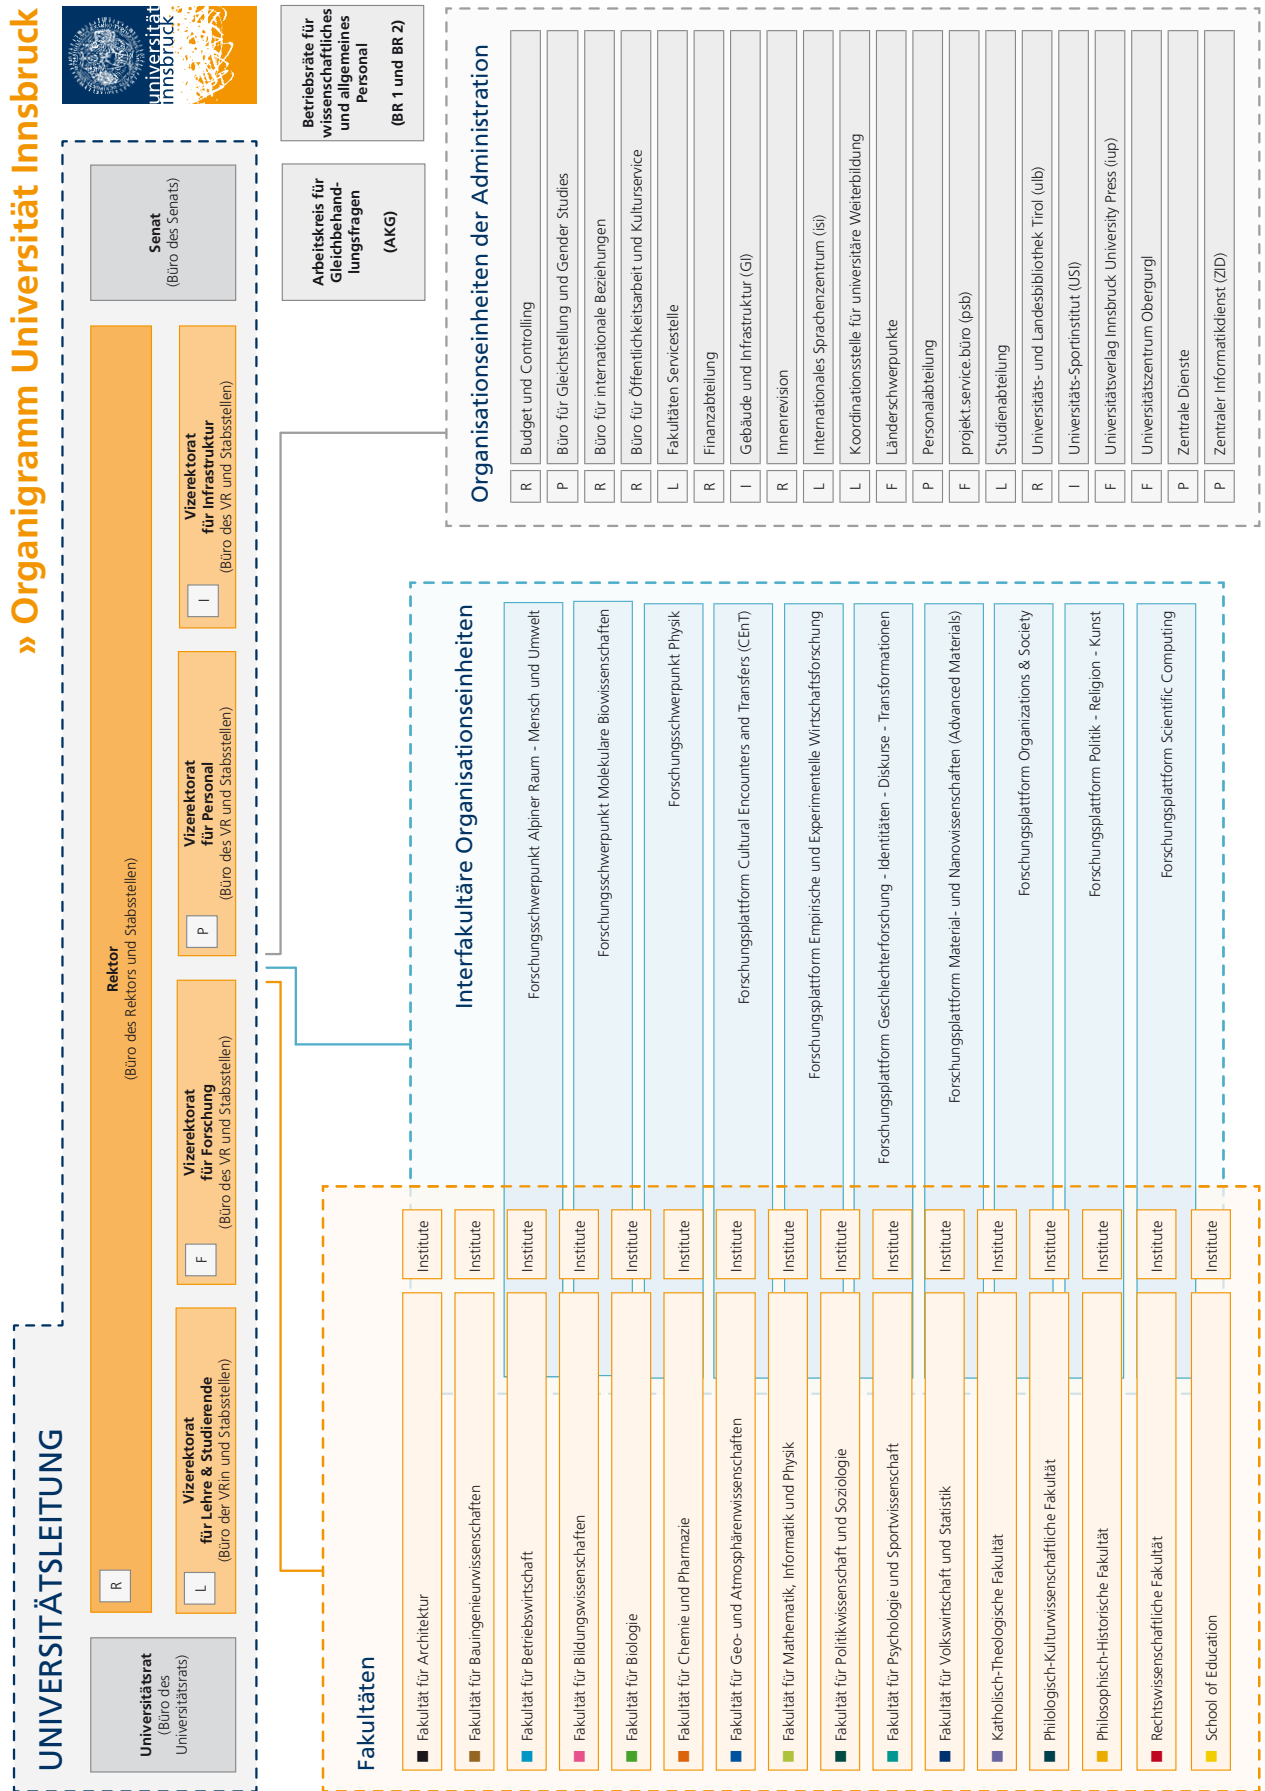 » Organigramm Universität Innsbruck
universität
innsbruck
UNIVERSITÄTSLEITUNG
Universitätsrat
(Büro des
Universitätsrats)
R
Rektor
(Büro des Rektors und Stabsstellen)
Senat
(Büro des Senats)
L
Vizerektorat
für Lehre & Studierende
(Büro der VRin und Stabsstellen)
F
Vizerektorat
für Forschung
(Büro des VR und Stabsstellen)
P
Vizerektorat
für Personal
(Büro des VR und Stabsstellen)
I
Vizerektorat
für Infrastruktur
(Büro des VR und Stabsstellen)
Arbeitskreis für
Gleichbehand-
lungsfragen
(AKG)
Betriebsräte für
wissenschaftliches
und allgemeines
Personal
(BR 1 und BR 2)
Fakultäten
Fakultät für Architektur Institute
Fakultät für Bauingenieurwissenschaften Institute
Fakultät für Betriebswirtschaft Institute
Fakultät für Bildungswissenschaften Institute
Fakultät für Biologie Institute
Fakultät für Chemie und Pharmazie Institute
Fakultät für Geo- und Atmosphärenwissenschaften Institute
Fakultät für Mathematik, Informatik und Physik Institute
Fakultät für Politikwissenschaft und Soziologie Institute
Fakultät für Psychologie und Sportwissenschaft Institute
Fakultät für Volkswirtschaft und Statistik Institute
Katholisch-Theologische Fakultät Institute
Philologisch-Kulturwissenschaftliche Fakultät Institute
Philosophisch-Historische Fakultät Institute
Rechtswissenschaftliche Fakultät Institute
School of Education Institute
Interfakultäre Organisationseinheiten
Forschungsschwerpunkt Alpiner Raum - Mensch und Umwelt
Forschungsschwerpunkt Molekulare Biowissenschaften
Forschungsschwerpunkt Physik
Forschungsplattform Cultural Encounters and Transfers (CEnT)
Forschungsplattform Empirische und Experimentelle Wirtschaftsforschung
Forschungsplattform Geschlechterforschung - Identitäten - Diskurse - Transformationen
Forschungsplattform Material- und Nanowissenschaften (Advanced Materials)
Forschungsplattform Organizations & Society
Forschungsplattform Politik - Religion - Kunst
Forschungsplattform Scientific Computing
Organisationseinheiten der Administration
R Budget und Controlling
P Büro für Gleichstellung und Gender Studies
R Büro für internationale Beziehungen
R Büro für Öffentlichkeitsarbeit und Kulturservice
L Fakultäten Servicestelle
R Finanzabteilung
I Gebäude und Infrastruktur (GI)
R Innenrevision
L Internationales Sprachenzentrum (isi)
L Koordinationsstelle für universitäre Weiterbildung
F Länderschwerpunkte
P Personalabteilung
F projekt.service.büro (psb)
L Studienabteilung
R Universitäts- und Landesbibliothek Tirol (ulb)
I Universitäts-Sportinstitut (USI)
F Universitätsverlag Innsbruck University Press (iup)
F Universitätszentrum Obergurgl
P Zentrale Dienste
P Zentraler Informatikdienst (ZID)